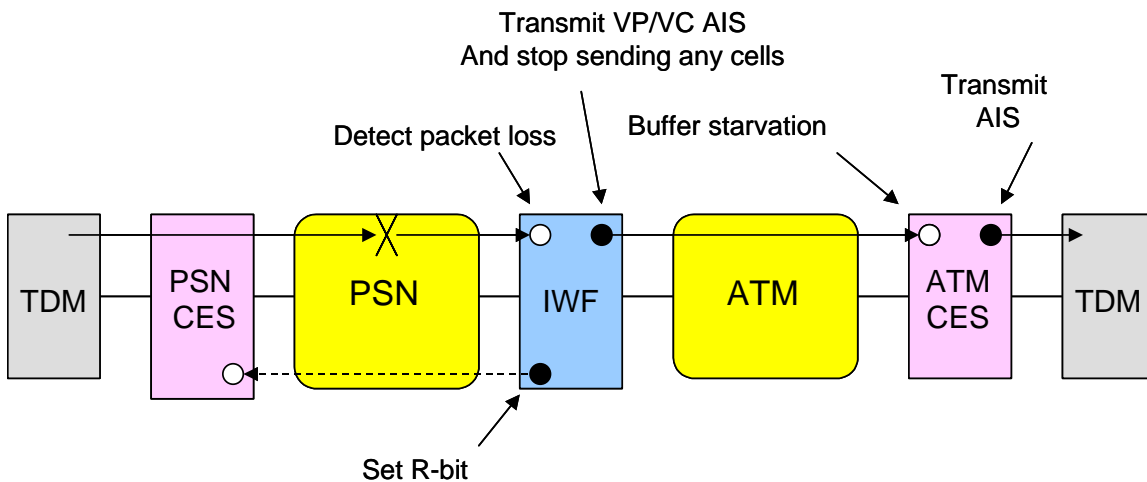 Transmit VP/VC AIS
And stop sending any cells
Transmit
AIS
Detect packet loss
Buffer starvation
TDM
PSN
CES
PSN
IWF
ATM
ATM
CES
TDM
Set R-bit